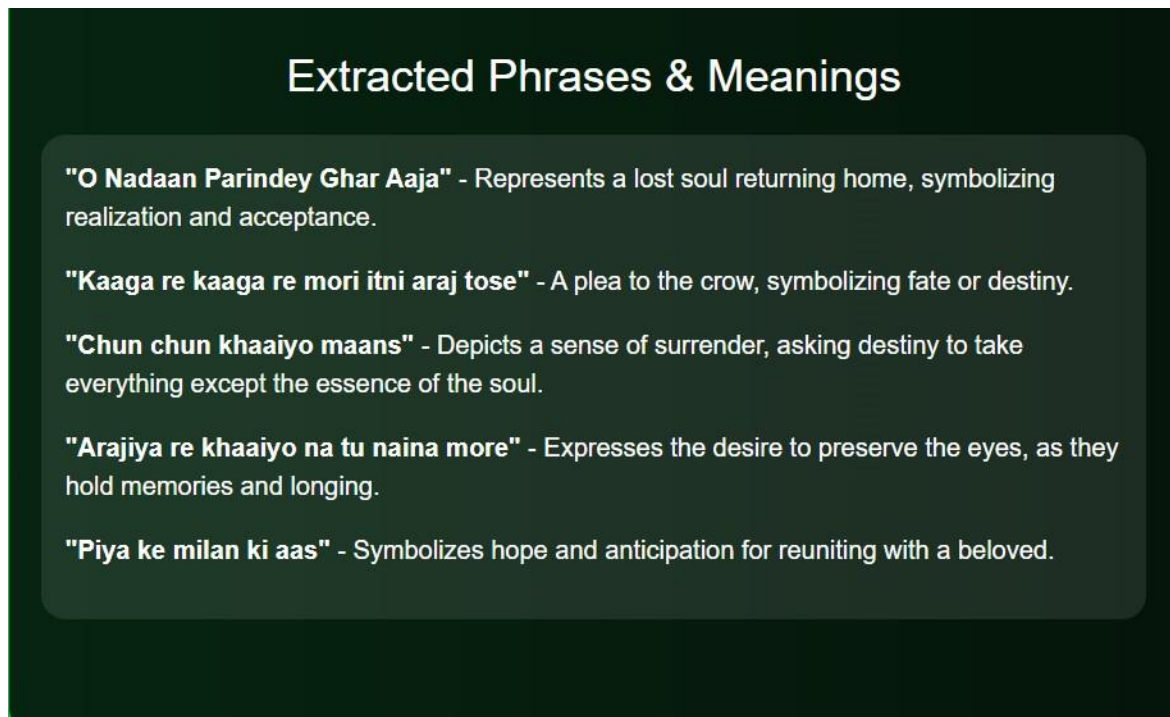 Extracted Phrases & Meanings
"O Nadaan Parindey Ghar Aaja" - Represents a lost soul returning home, symbolizing
realization and acceptance.
"Kaaga re kaaga re mori itni araj tose" - A plea to the crow, symbolizing fate or destiny.
"Chun chun khaaiyo maans" - Depicts a sense of surrender, asking destiny to take
everything except the essence of the soul.
"Arajiya re khaaiyo na tu naina more" - Expresses the desire to preserve the eyes, as they
hold memories and longing.
"Piya ke milan ki aas" - Symbolizes hope and anticipation for reuniting with a beloved.